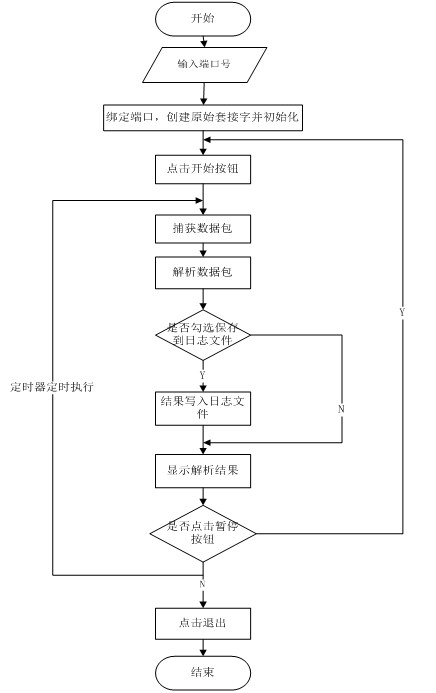 开始
输入端口号
绑定端口，创建原始套接字并初始化
点击开始按钮
捕获数据包
解析数据包
是否勾选保存
到日志文件
Y
Y
结果写入日志文
件
N
定时器定时执行
显示解析结果
是否点击暂停
按钮
N
点击退出
结束